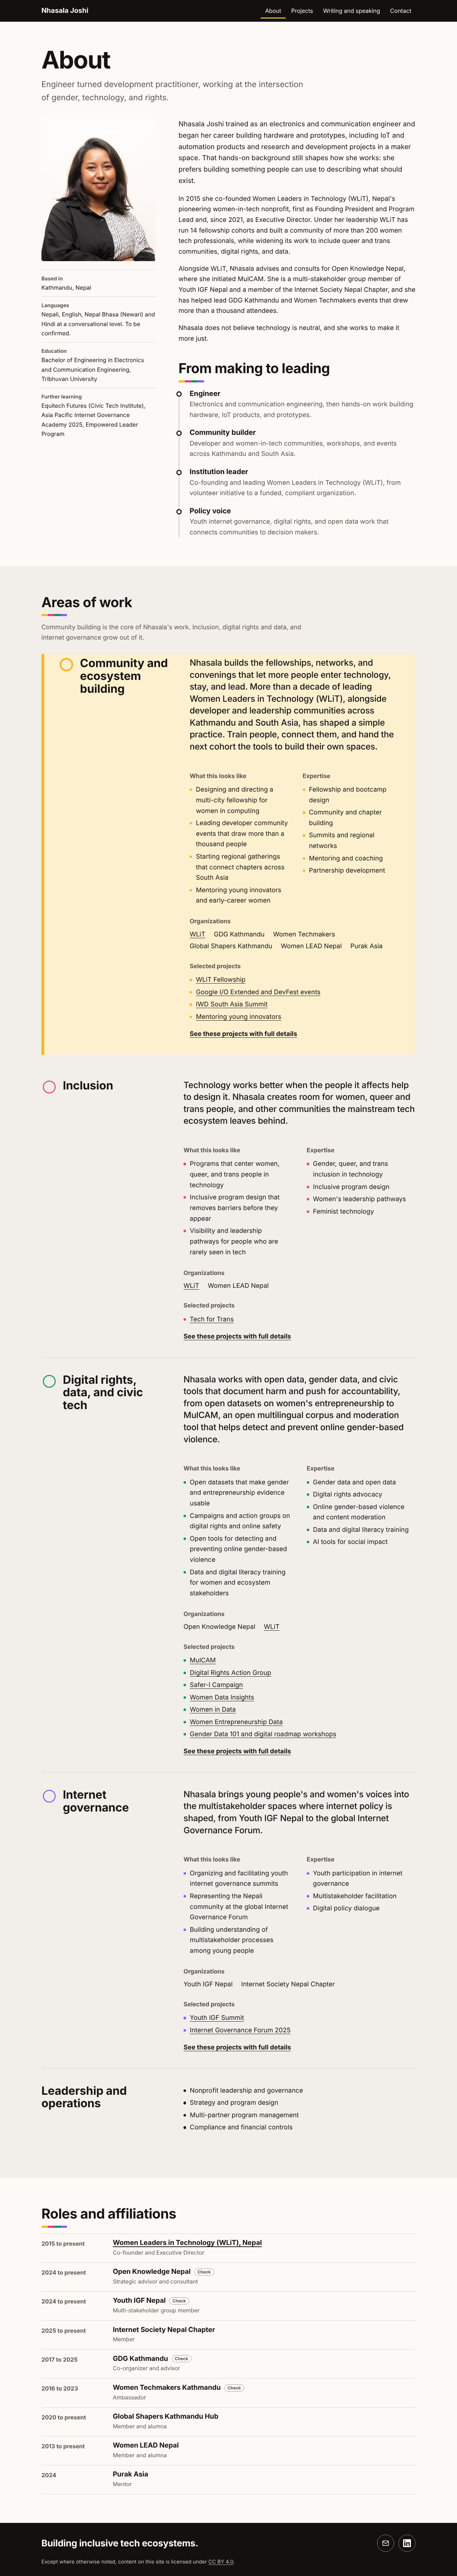 Nhasala Joshi
About
Projects
Writing and speaking
Contact
About
Engineer turned development practitioner, working at the intersection
of gender, technology, and rights.
Based in
Kathmandu, Nepal
Languages
Nepali, English, Nepal Bhasa (Newari) and
Hindi at a conversational level. To be
confirmed.
Education
Bachelor of Engineering in Electronics
and Communication Engineering,
Tribhuvan University
Further learning
Equitech Futures (Civic Tech Institute),
Asia Pacific Internet Governance
Academy 2025, Empowered Leader
Program
Nhasala Joshi trained as an electronics and communication engineer and
began her career building hardware and prototypes, including IoT and
automation products and research and development projects in a maker
space. That hands-on background still shapes how she works: she
prefers building something people can use to describing what should
exist.
In 2015 she co-founded Women Leaders in Technology (WLiT), Nepal's
pioneering women-in-tech nonprofit, first as Founding President and Program
Lead and, since 2021, as Executive Director. Under her leadership WLiT has
run 14 fellowship cohorts and built a community of more than 200 women
tech professionals, while widening its work to include queer and trans
communities, digital rights, and data.
Alongside WLiT, Nhasala advises and consults for Open Knowledge Nepal,
where she initiated MulCAM. She is a multi-stakeholder group member of
Youth IGF Nepal and a member of the Internet Society Nepal Chapter, and she
has helped lead GDG Kathmandu and Women Techmakers events that drew
more than a thousand attendees.
Nhasala does not believe technology is neutral, and she works to make it
more just.
From making to leading
Engineer
Electronics and communication engineering, then hands-on work building
hardware, IoT products, and prototypes.
Community builder
Developer and women-in-tech communities, workshops, and events
across Kathmandu and South Asia.
Institution leader
Co-founding and leading Women Leaders in Technology (WLiT), from
volunteer initiative to a funded, compliant organization.
Policy voice
Youth internet governance, digital rights, and open data work that
connects communities to decision makers.
Areas of work
Community building is the core of Nhasala's work. Inclusion, digital rights and data, and
internet governance grow out of it.
Community and
ecosystem
building
Nhasala builds the fellowships, networks, and
convenings that let more people enter technology,
stay, and lead. More than a decade of leading
Women Leaders in Technology (WLiT), alongside
developer and leadership communities across
Kathmandu and South Asia, has shaped a simple
practice. Train people, connect them, and hand the
next cohort the tools to build their own spaces.
What this looks like
Designing and directing a
multi-city fellowship for
women in computing
Leading developer community
events that draw more than a
thousand people
Starting regional gatherings
that connect chapters across
South Asia
Mentoring young innovators
and early-career women
Expertise
Fellowship and bootcamp
design
Community and chapter
building
Summits and regional
networks
Mentoring and coaching
Partnership development
Organizations
WLiT GDG Kathmandu Women Techmakers
Global Shapers Kathmandu Women LEAD Nepal Purak Asia
Selected projects
WLiT Fellowship
Google I/O Extended and DevFest events
IWD South Asia Summit
Mentoring young innovators
See these projects with full details
Inclusion
Technology works better when the people it affects help
to design it. Nhasala creates room for women, queer and
trans people, and other communities the mainstream tech
ecosystem leaves behind.
What this looks like
Programs that center women,
queer, and trans people in
technology
Inclusive program design that
removes barriers before they
appear
Visibility and leadership
pathways for people who are
rarely seen in tech
Expertise
Gender, queer, and trans
inclusion in technology
Inclusive program design
Women's leadership pathways
Feminist technology
Organizations
WLiT Women LEAD Nepal
Selected projects
Tech for Trans
See these projects with full details
Digital rights,
data, and civic
tech
Nhasala works with open data, gender data, and civic
tools that document harm and push for accountability,
from open datasets on women's entrepreneurship to
MulCAM, an open multilingual corpus and moderation
tool that helps detect and prevent online gender-based
violence.
What this looks like
Open datasets that make gender
and entrepreneurship evidence
usable
Campaigns and action groups on
digital rights and online safety
Open tools for detecting and
preventing online gender-based
violence
Data and digital literacy training
for women and ecosystem
stakeholders
Expertise
Gender data and open data
Digital rights advocacy
Online gender-based violence
and content moderation
Data and digital literacy training
AI tools for social impact
Organizations
Open Knowledge Nepal WLiT
Selected projects
MulCAM
Digital Rights Action Group
Safer-I Campaign
Women Data Insights
Women in Data
Women Entrepreneurship Data
Gender Data 101 and digital roadmap workshops
See these projects with full details
Internet
governance
Nhasala brings young people's and women's voices into
the multistakeholder spaces where internet policy is
shaped, from Youth IGF Nepal to the global Internet
Governance Forum.
What this looks like
Organizing and facilitating youth
internet governance summits
Representing the Nepali
community at the global Internet
Governance Forum
Building understanding of
multistakeholder processes
among young people
Expertise
Youth participation in internet
governance
Multistakeholder facilitation
Digital policy dialogue
Organizations
Youth IGF Nepal Internet Society Nepal Chapter
Selected projects
Youth IGF Summit
Internet Governance Forum 2025
See these projects with full details
Leadership and
operations
Nonprofit leadership and governance
Strategy and program design
Multi-partner program management
Compliance and financial controls
Roles and affiliations
2015 to present
Women Leaders in Technology (WLiT), Nepal
Co-founder and Executive Director
2024 to present
Open Knowledge Nepal Check
Strategic advisor and consultant
2024 to present
Youth IGF Nepal Check
Multi-stakeholder group member
2025 to present
Internet Society Nepal Chapter
Member
2017 to 2025
GDG Kathmandu Check
Co-organizer and advisor
2016 to 2023
Women Techmakers Kathmandu Check
Ambassador
2020 to present
Global Shapers Kathmandu Hub
Member and alumna
2013 to present
Women LEAD Nepal
Member and alumna
2024
Purak Asia
Mentor
Building inclusive tech ecosystems.
Except where otherwise noted, content on this site is licensed under CC BY 4.0.